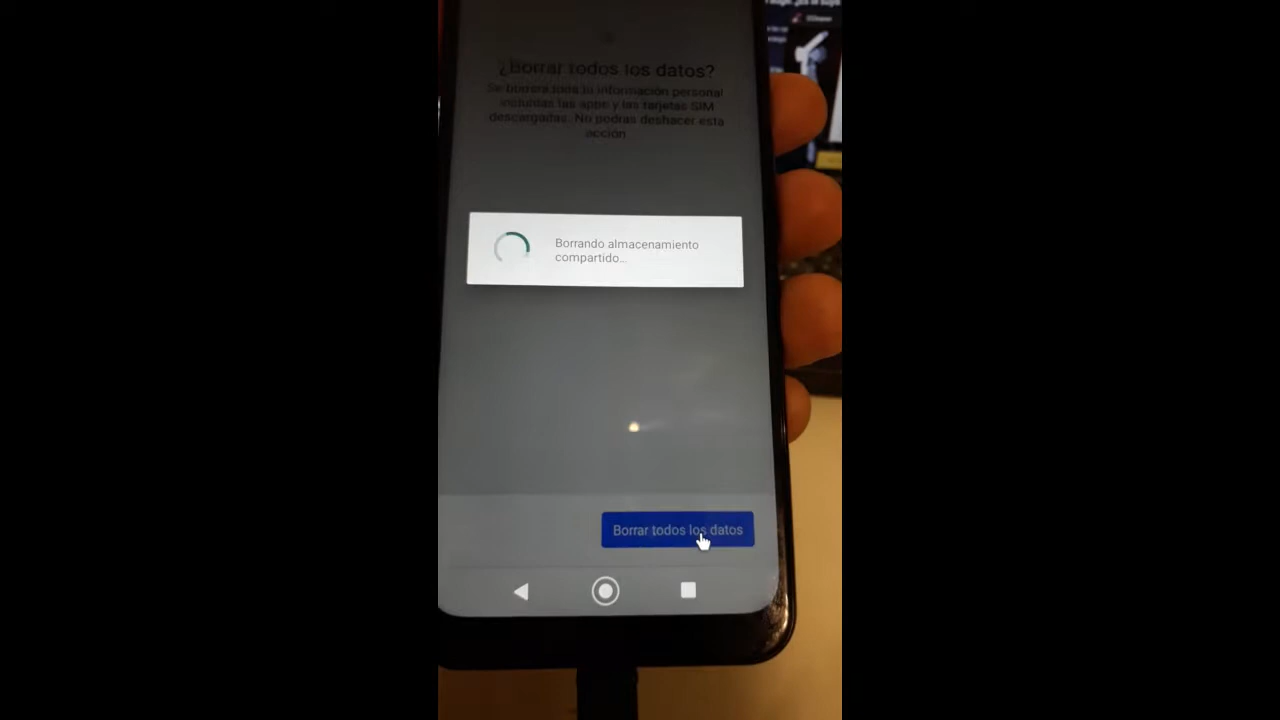 ¿Borrar todos los datos?
Se borrará toda tu información personal
incluidas las apps y las tarjetas SIM
descargadas. No podrás deshacer esta
acción
Borrando almacenamiento
compartido...
Borrar todos los datos